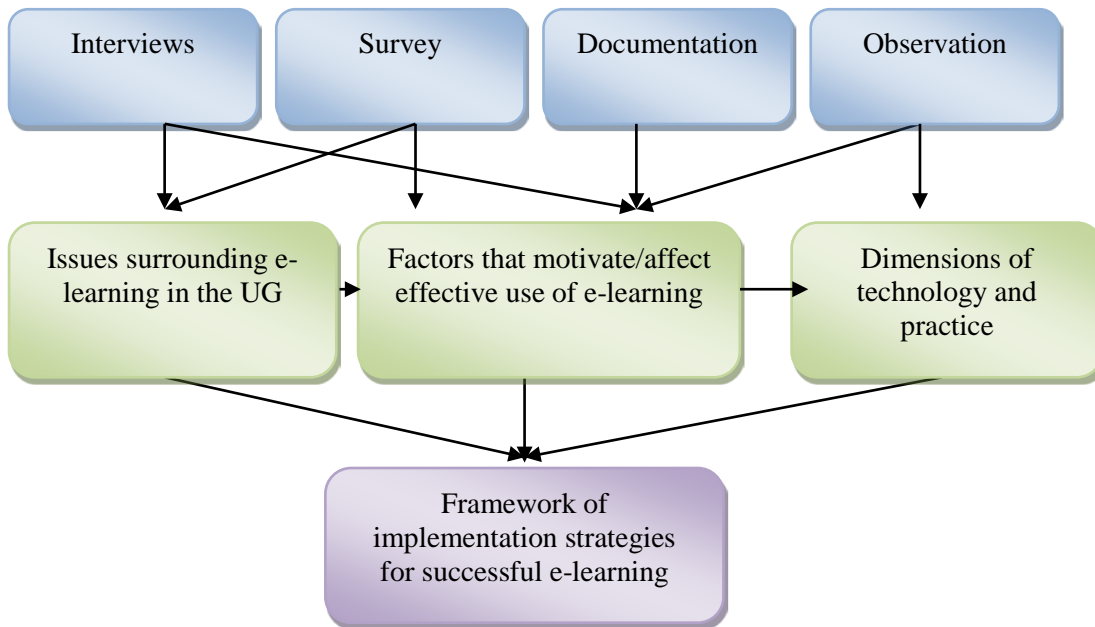 Interviews
Survey
Documentation
Observation
Issues surrounding e-
learning in the UG
Factors that motivate/affect
effective use of e-learning
Dimensions of
technology and
practice
Framework of
implementation strategies
for successful e-learning